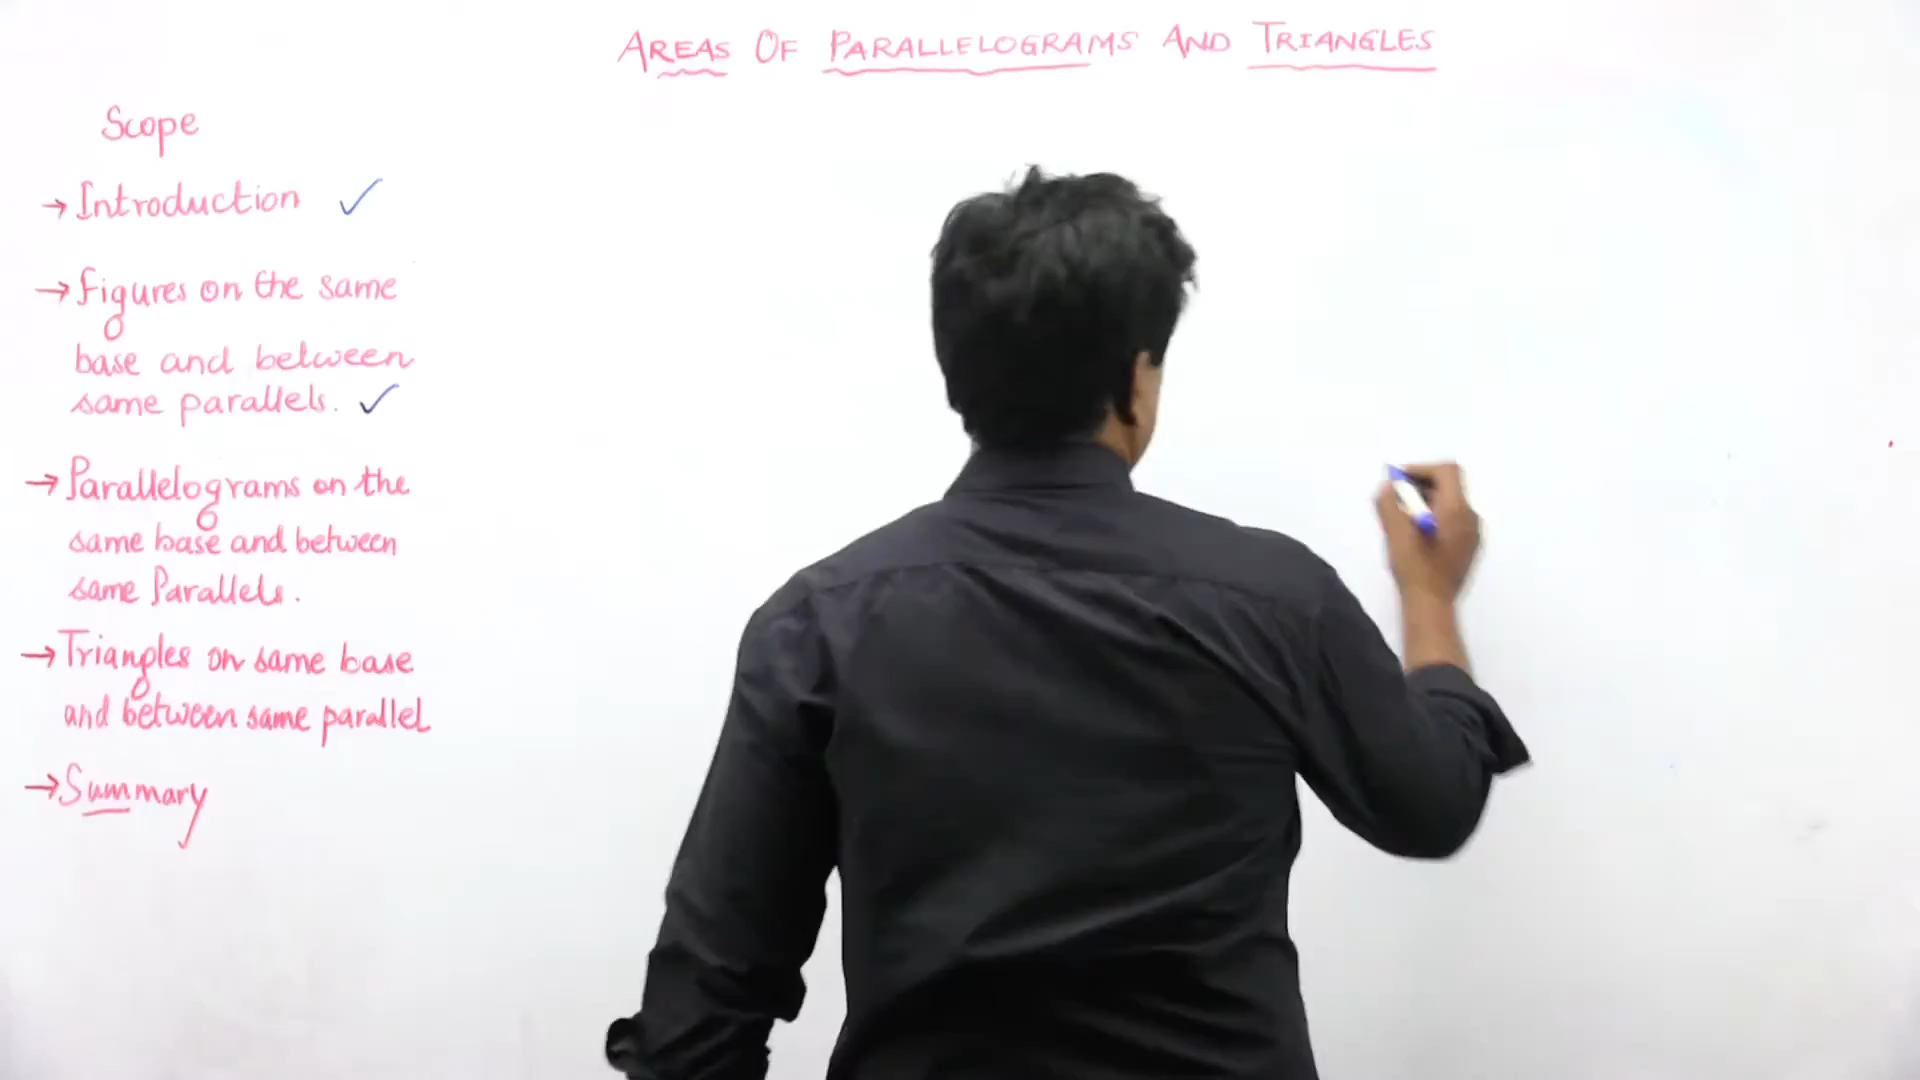 AREAS OF PARALLELOGRAMS AND TRIANGLES
Scope
→ Introduction ✓
→ Figures on the same
base and between
same parallels. ✓
→ Parallelograms on the
same base and between
same Parallels.
→ Triangles on same base
and between same parallel
→ Summary